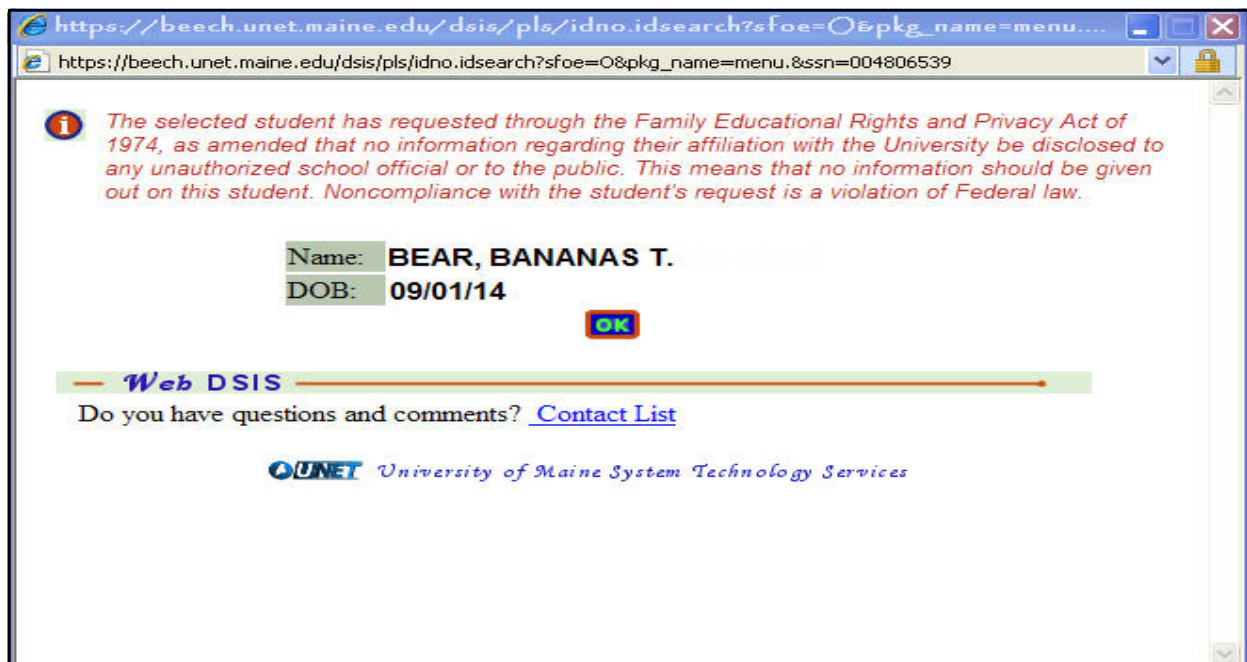 https://beech.unet.maine.edu/dsis/pls/idno.idsearch?sfoe=O&pkg_name=menu....
https://beech.unet.maine.edu/dsis/pls/idno.idsearch?sfoe=O&pkg_name=menu.&ssn=004806539
The selected student has requested through the Family Educational Rights and Privacy Act of
1974, as amended that no information regarding their affiliation with the University be disclosed to
any unauthorized school official or to the public. This means that no information should be given
out on this student. Noncompliance with the student's request is a violation of Federal law.
Name: BEAR, BANANAS T.
DOB: 09/01/14
OK
Web DSIS
Do you have questions and comments? Contact List
UNET University of Maine System Technology Services